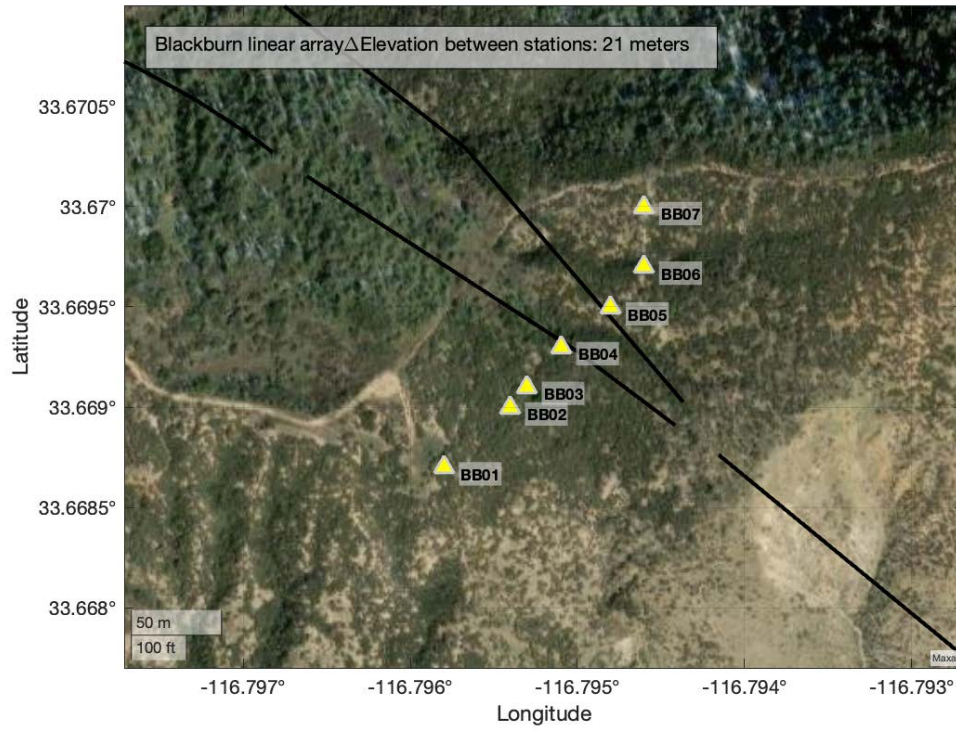 Blackburn linear arrayΔElevation between stations: 21 meters
33.6705°
33.67°
BB07
BB06
33.6695°
BB05
BB04
Latitude
BB03
33.669°
BB02
BB01
33.6685°
33.668°
50 m
100 ft
Maxa
-116.797°
-116.796°
-116.795°
-116.794°
-116.793°
Longitude